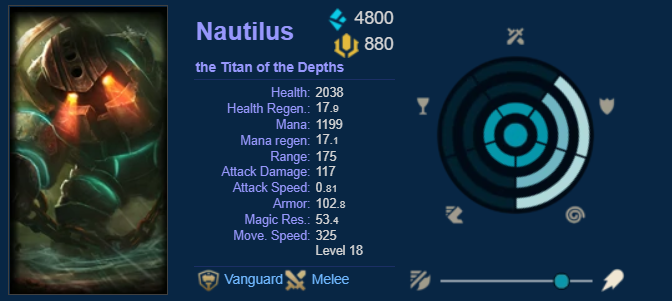 Nautilus
4800
880
the Titan of the Depths
Health: 2038
Health Regen.: 17.9
Mana: 1199
Mana regen: 17.1
Range: 175
Attack Damage: 117
Attack Speed: 0.81
Armor: 102.8
Magic Res.: 53.4
Move. Speed: 325
Level 18
Vanguard Melee